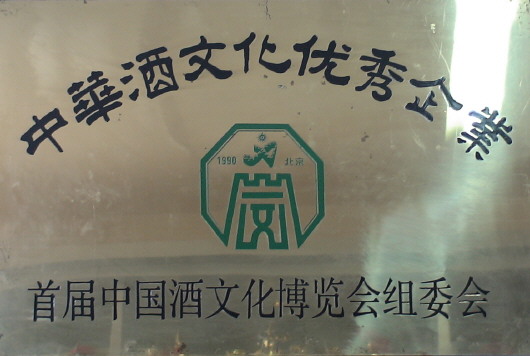 中華酒文化优秀企業
1990 北京
首届中国酒文化博览会组委会